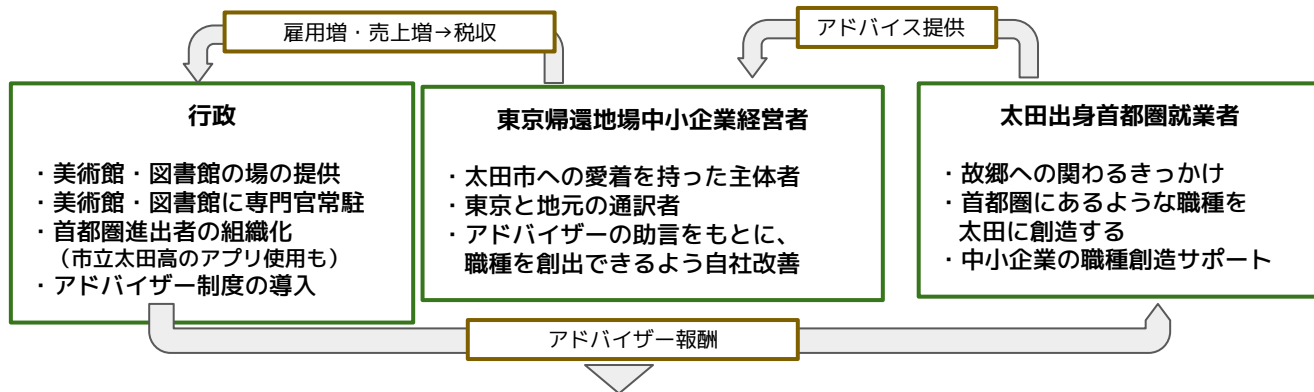 雇用増・売上増→税収
アドバイス提供
行政
・美術館・図書館の場の提供
・美術館・図書館に専門官常駐
・首都圏進出者の組織化
（市立太田高のアプリ使用も）
・アドバイザー制度の導入
東京帰還地場中小企業経営者
・太田市への愛着を持った主体者
・東京と地元の通訳者
・アドバイザーの助言をもとに、
職種を創出できるよう自社改善
太田出身首都圏就業者
・故郷への関わるきっかけ
・首都圏にあるような職種を
太田に創造する
・中小企業の職種創造サポート
アドバイザー報酬